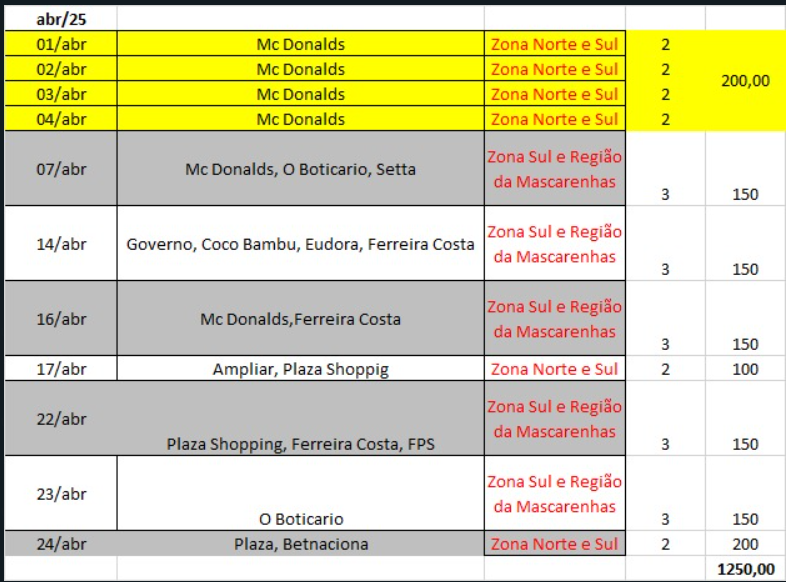 abr/25
01/abr Mc Donalds Zona Norte e Sul 2
02/abr Mc Donalds Zona Norte e Sul 2
200,00
03/abr Mc Donalds Zona Norte e Sul 2
04/abr Mc Donalds Zona Norte e Sul 2
07/abr Mc Donalds, O Boticario, Setta Zona Sul e Região
da Mascarenhas 3 150
14/abr Governo, Coco Bambu, Eudora, Ferreira Costa Zona Sul e Região
da Mascarenhas 3 150
16/abr Mc Donalds,Ferreira Costa Zona Sul e Região
da Mascarenhas 3 150
17/abr Ampliar, Plaza Shoppig Zona Norte e Sul 2 100
22/abr Zona Sul e Região
da Mascarenhas
Plaza Shopping, Ferreira Costa, FPS 3 150
23/abr Zona Sul e Região
da Mascarenhas
O Boticario 3 150
24/abr Plaza, Betnaciona Zona Norte e Sul 2 200
1250,00